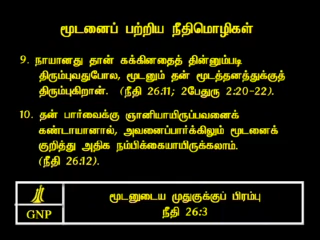 மூடனைப் பற்றிய நீதிமொழிகள்
9. நாயானது தான் கக்கினதைத் தின்னும்படி
திரும்புவதுபோல, மூடனும் தன் மூடத்தனத்துக்குத்
திரும்புகிறான். (நீதி 26:11; 2பேதுரு 2:20-22).
10. தன் பார்வைக்கு ஞானியாயிருப்பவனைக்
கண்டாயானால், அவனைப்பார்க்கிலும் மூடனைக்
குறித்து அதிக நம்பிக்கையாயிருக்கலாம்.
(நீதி 26:12).
மூடனுடைய முதுகுக்குப் பிரம்பு
நீதி 26:3
GNP